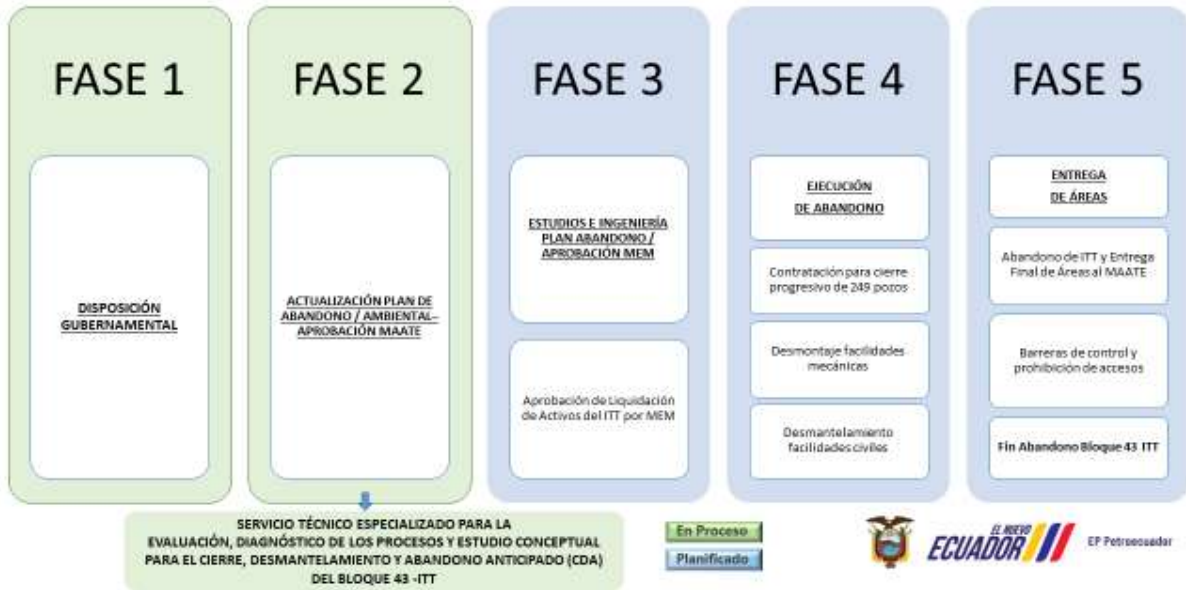 FASE 1
DISPOSICIÓN
GUBERNAMENTAL
FASE 2
ACTUALIZACIÓN PLAN DE
ABANDONO / AMBIENTAL–
APROBACIÓN MAATE
FASE 3
ESTUDIOS E INGENIERÍA
PLAN ABANDONO /
APROBACIÓN MEM
Aprobación de Liquidación
de Activos del ITT por MEM
FASE 4
EJECUCIÓN
DE ABANDONO
Contratación para cierre
progresivo de 249 pozos
Desmontaje facilidades
mecánicas
Desmantelamiento
facilidades civiles
FASE 5
ENTREGA
DE ÁREAS
Abandono de ITT y Entrega
Final de Áreas al MAATE
Barreras de control y
prohibición de accesos
Fin Abandono Bloque 43 ITT
SERVICIO TÉCNICO ESPECIALIZADO PARA LA
EVALUACIÓN, DIAGNÓSTICO DE LOS PROCESOS Y ESTUDIO CONCEPTUAL
PARA EL CIERRE, DESMANTELAMIENTO Y ABANDONO ANTICIPADO (CDA)
DEL BLOQUE 43 -ITT
En Proceso
Planificado
EL NUEVO
ECUADOR
EP Petroecuador